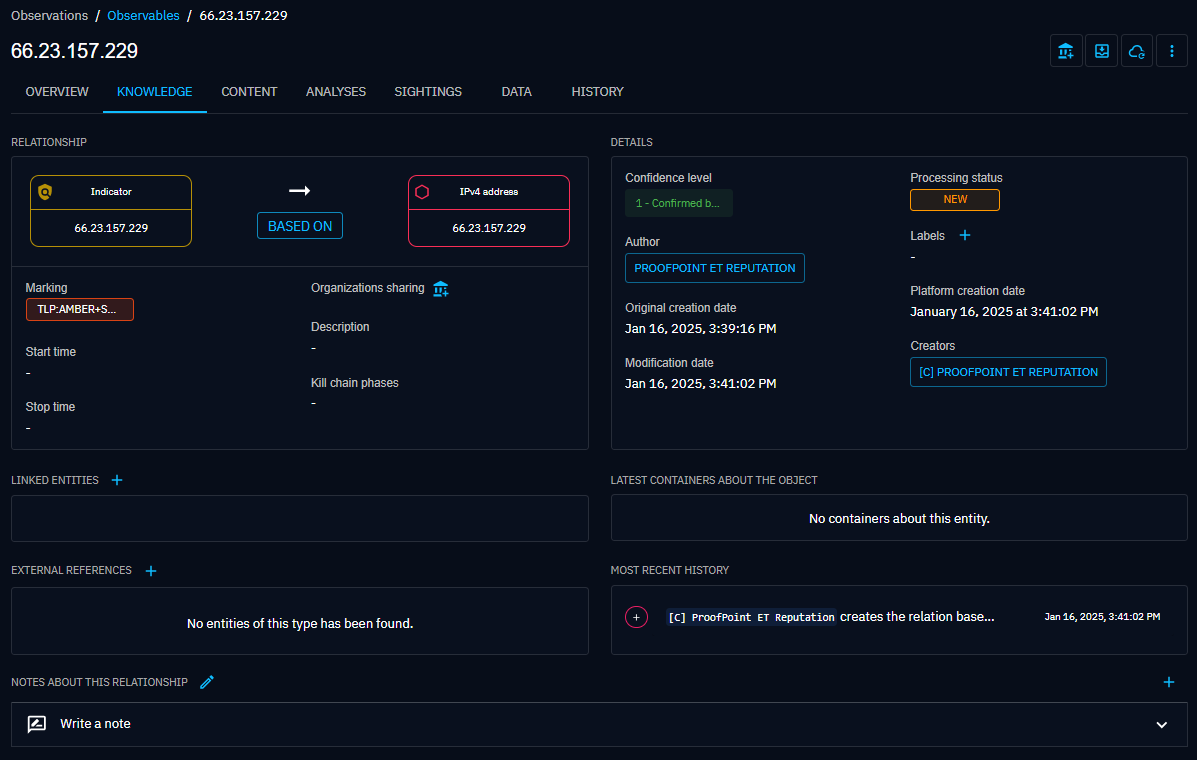 Observations / Observables / 66.23.157.229
66.23.157.229
OVERVIEW KNOWLEDGE CONTENT ANALYSES SIGHTINGS DATA HISTORY
RELATIONSHIP
Indicator
66.23.157.229
BASED ON
IPv4 address
66.23.157.229
Marking
TLP:AMBER+S...
Start time
-
Stop time
-
Organizations sharing
Description
-
Kill chain phases
-
DETAILS
Confidence level
1 - Confirmed b...
Author
PROOFPOINT ET REPUTATION
Original creation date
Jan 16, 2025, 3:39:16 PM
Modification date
Jan 16, 2025, 3:41:02 PM
Processing status
NEW
Labels
-
Platform creation date
January 16, 2025 at 3:41:02 PM
Creators
[C] PROOFPOINT ET REPUTATION
LINKED ENTITIES
LATEST CONTAINERS ABOUT THE OBJECT
No containers about this entity.
EXTERNAL REFERENCES
No entities of this type has been found.
MOST RECENT HISTORY
[C] ProofPoint ET Reputation creates the relation base... Jan 16, 2025, 3:41:02 PM
NOTES ABOUT THIS RELATIONSHIP
Write a note